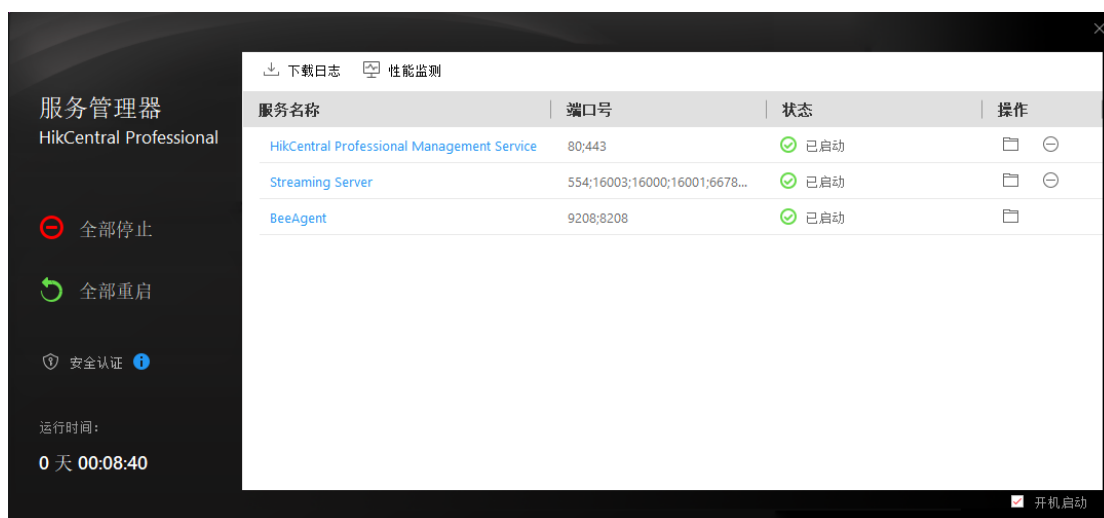 下载日志 性能监测
服务管理器
HikCentral Professional
服务名称 端口号 状态 操作
HikCentral Professional Management Service 80;443 已启动
Streaming Server 554;16003;16000;16001;6678... 已启动
BeeAgent 9208;8208 已启动
全部停止
全部重启
安全认证
运行时间:
0 天 00:08:40
开机启动